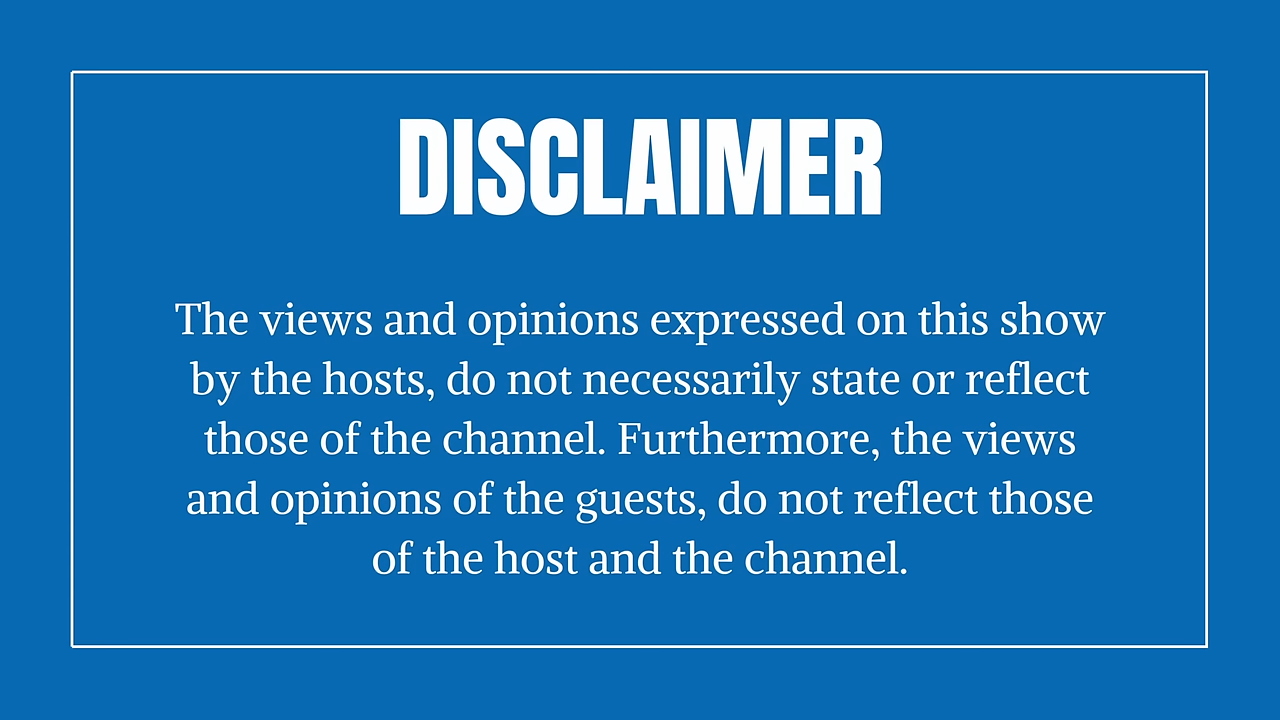 DISCLAIMER
The views and opinions expressed on this show
by the hosts, do not necessarily state or reflect
those of the channel. Furthermore, the views
and opinions of the guests, do not reflect those
of the host and the channel.